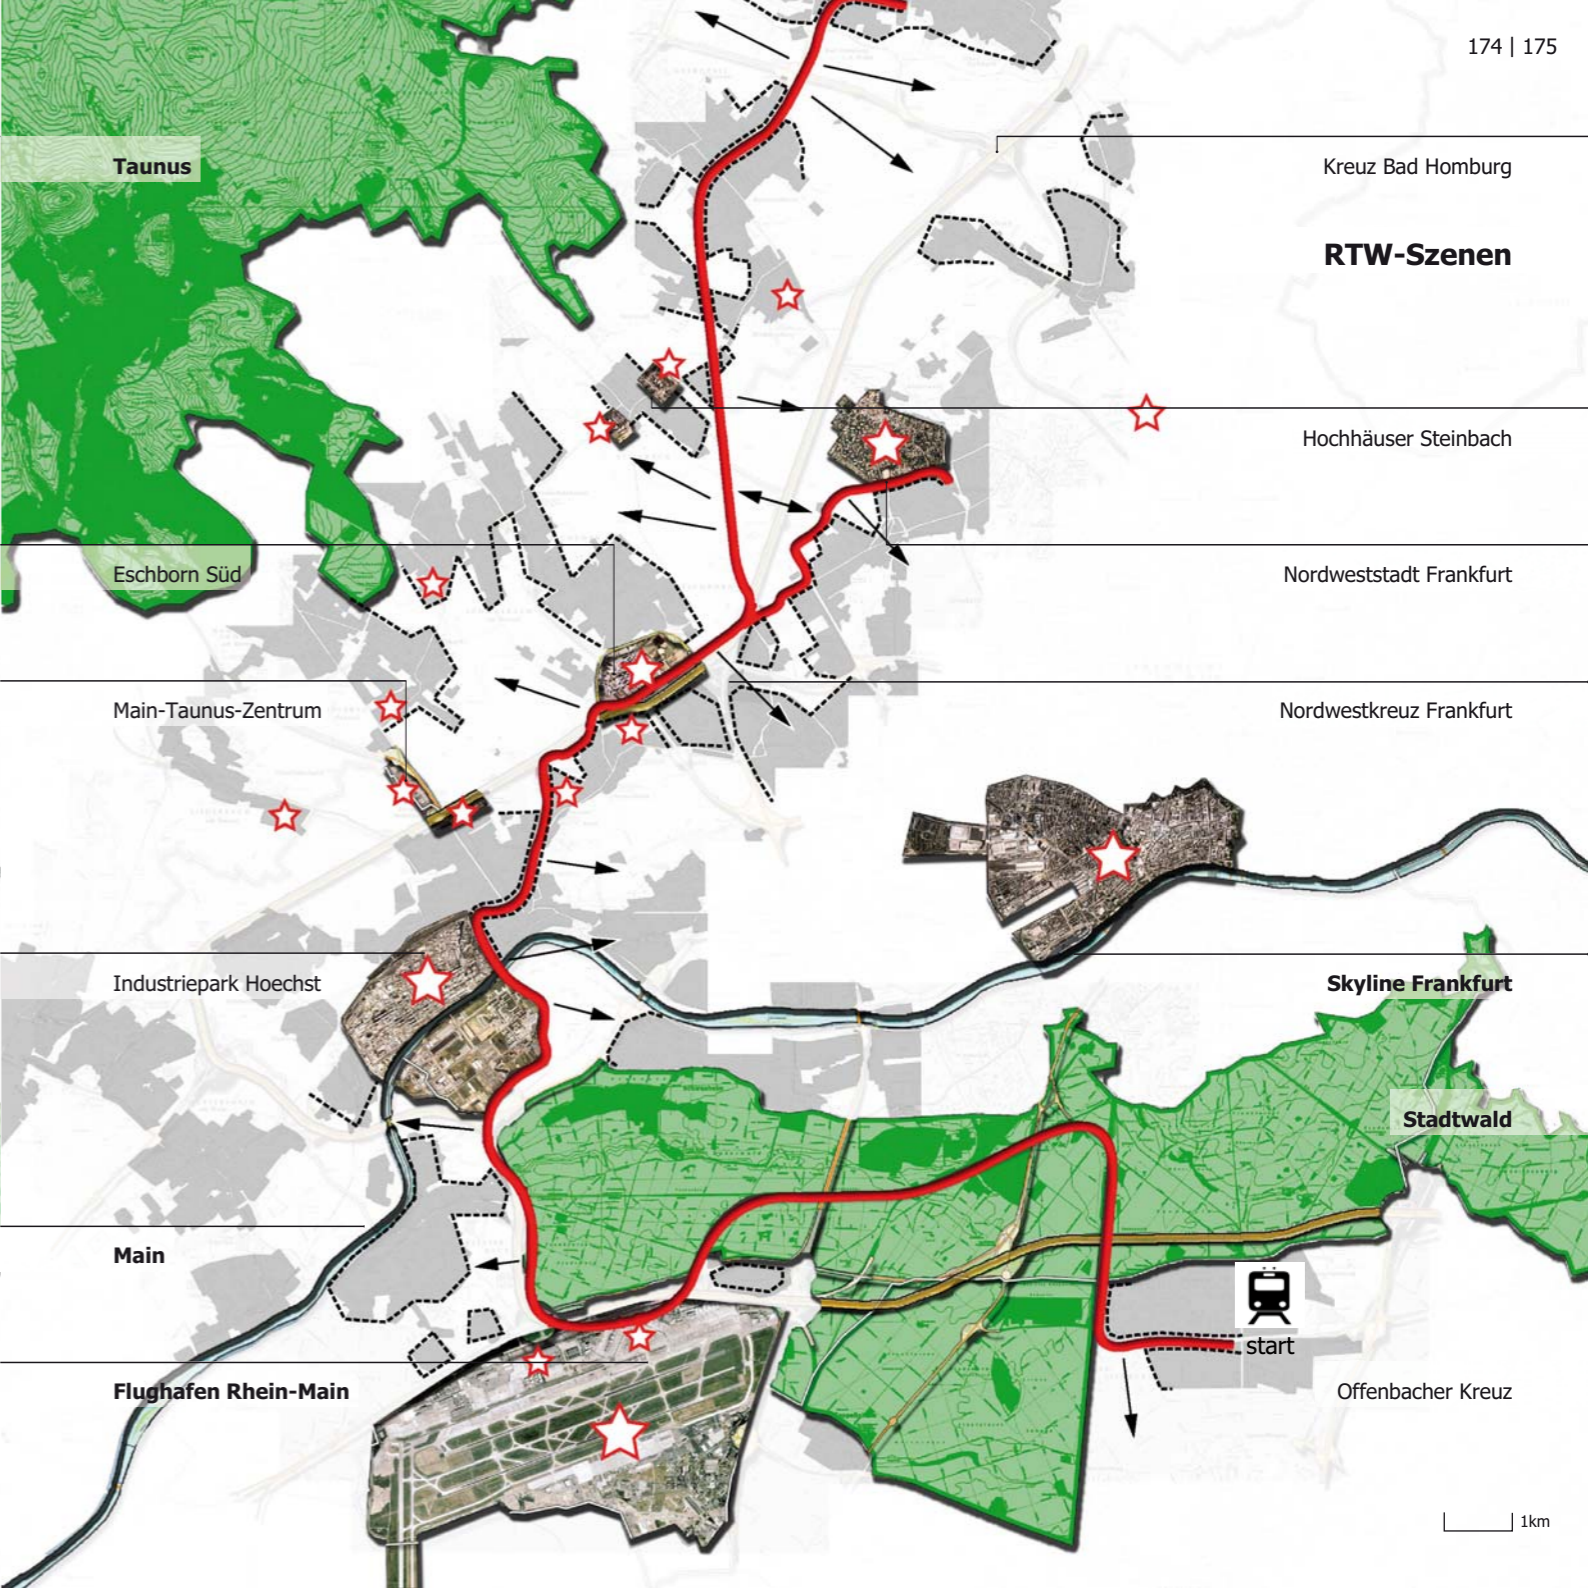 174 | 175
Taunus
Kreuz Bad Homburg
RTW-Szenen
Hochhäuser Steinbach
Eschborn Süd
Nordweststadt Frankfurt
Main-Taunus-Zentrum
Nordwestkreuz Frankfurt
Industriepark Hoechst
Skyline Frankfurt
Stadtwald
Main
start
Flughafen Rhein-Main
Offenbacher Kreuz
1km